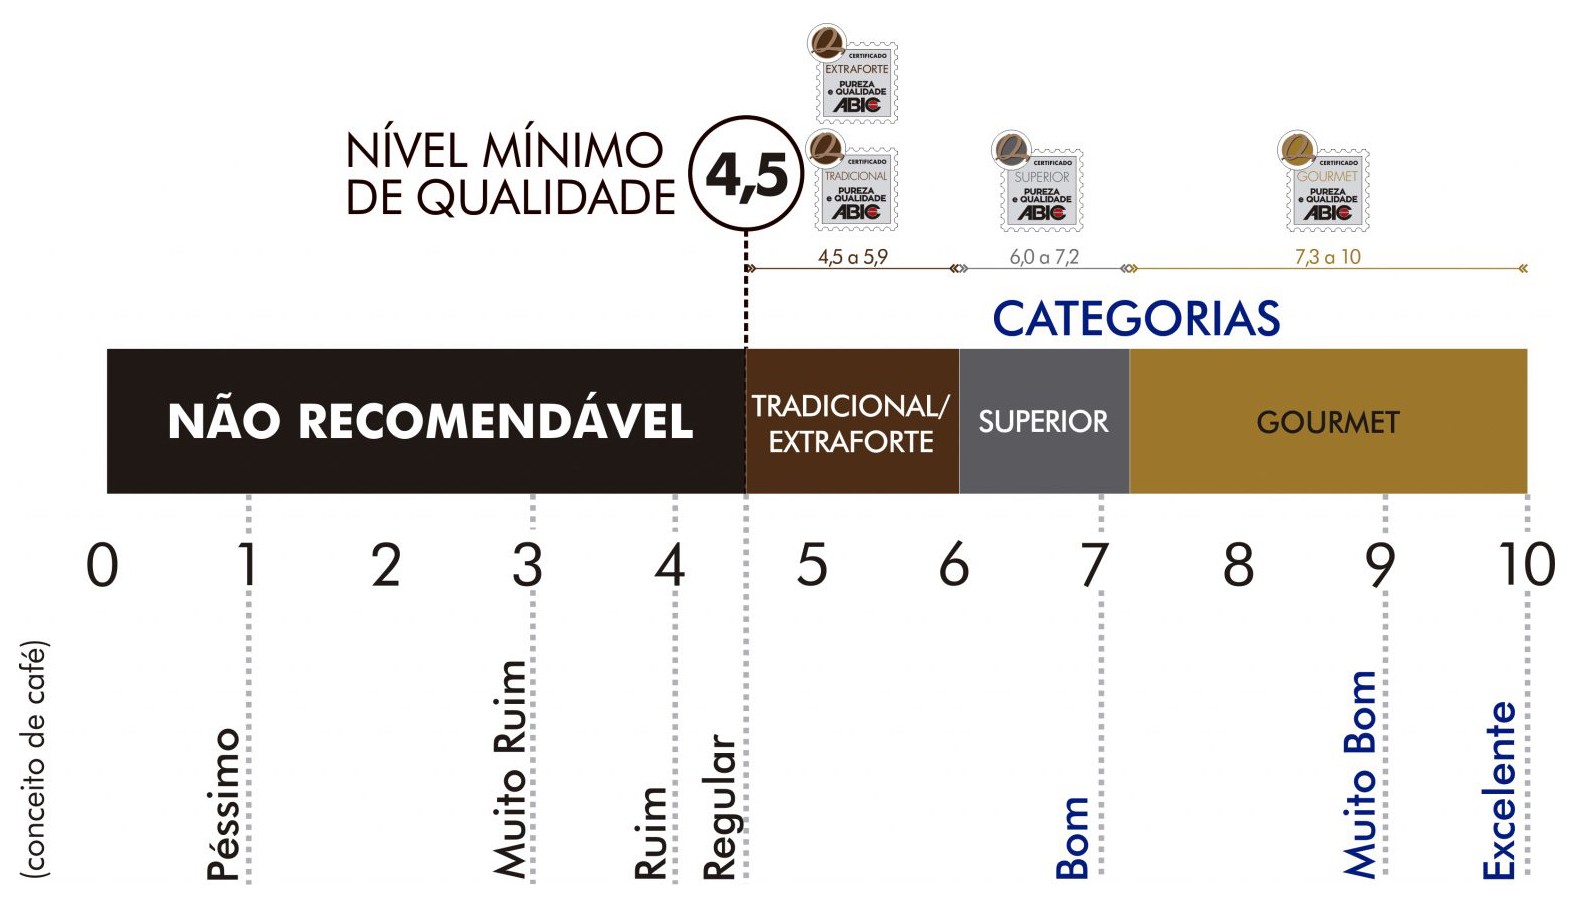 CERTIFICADO
EXTRAFORTE
PUREZA
e QUALIDADE
ABIC
NÍVEL MÍNIMO
DE QUALIDADE
4,5
CERTIFICADO
TRADICIONAL
PUREZA
e QUALIDADE
ABIC
CERTIFICADO
SUPERIOR
PUREZA
e QUALIDADE
ABIC
CERTIFICADO
GOURMET
PUREZA
e QUALIDADE
ABIC
4,5 a 5,9
6,0 a 7,2
7,3 a 10
CATEGORIAS
NÃO RECOMENDÁVEL
TRADICIONAL/
EXTRAFORTE
SUPERIOR
GOURMET
0 1 2 3 4 5 6 7 8 9 10
(conceito de café)
Péssimo
Muito Ruim
Ruim
Regular
Bom
Muito Bom
Excelente